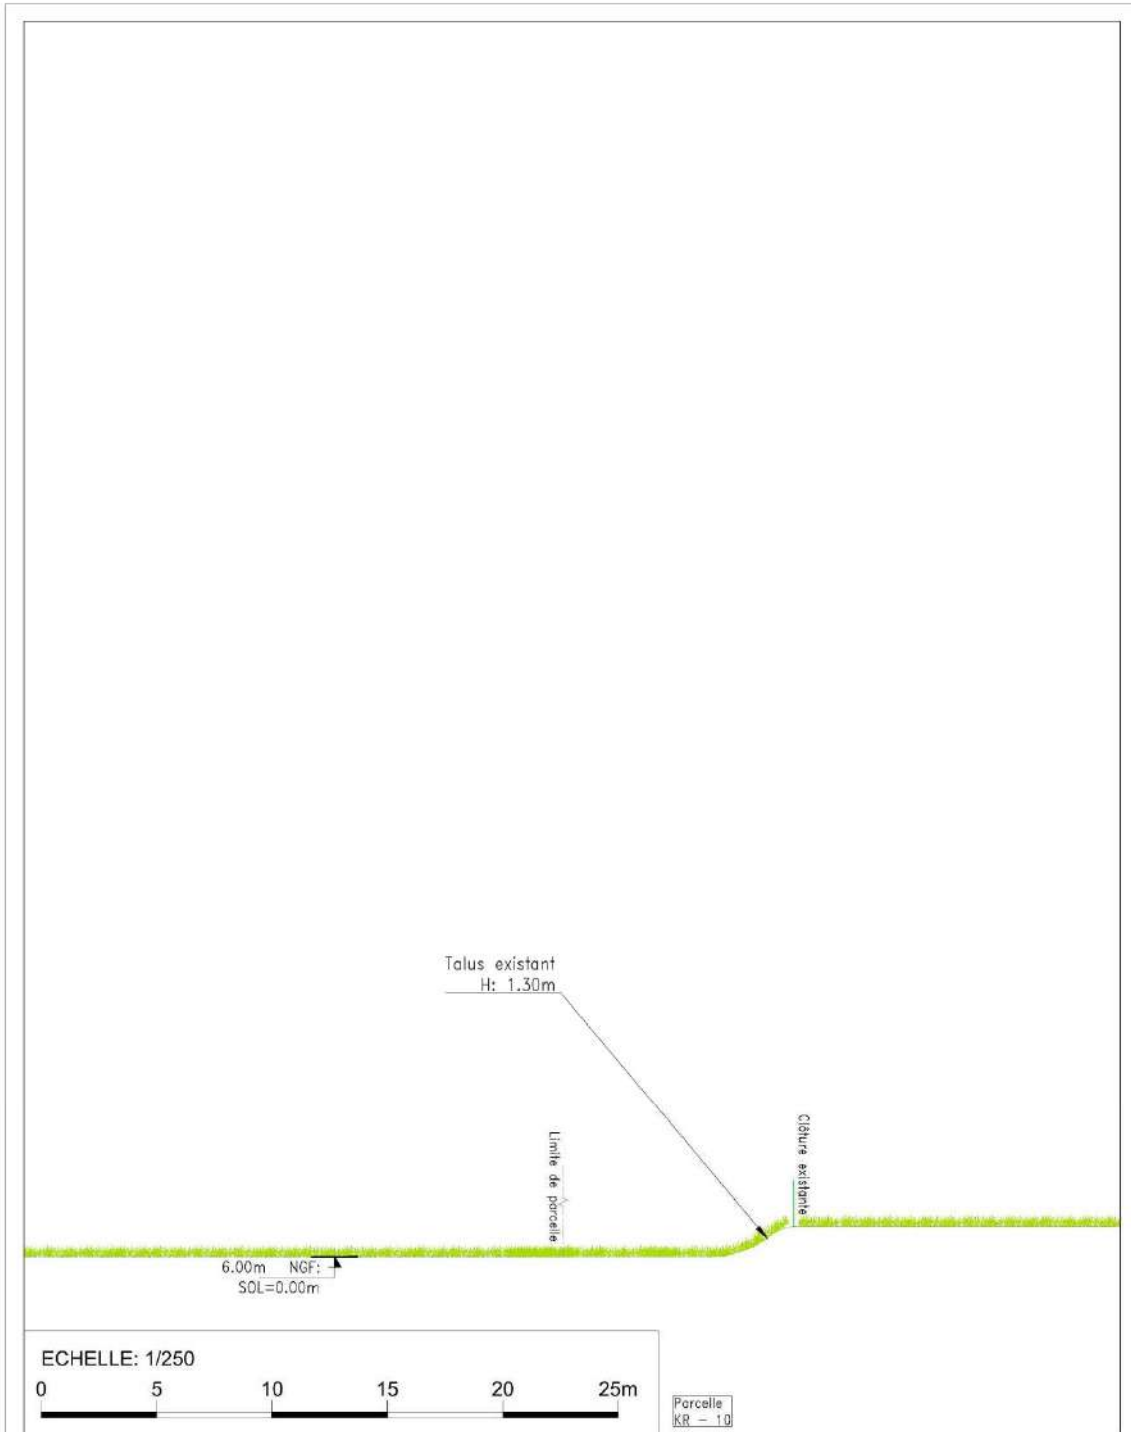 Talus existant
H: 1.30m
Clôture existante
Limite de parcelle
6.00m NGF:
SOL=0.00m
ECHELLE: 1/250
0 5 10 15 20 25m
Parcelle
KR - 10